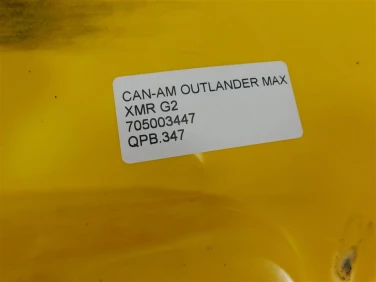 CAN-AM OUTLANDER MAX
XMR G2
705003447
QPB.347